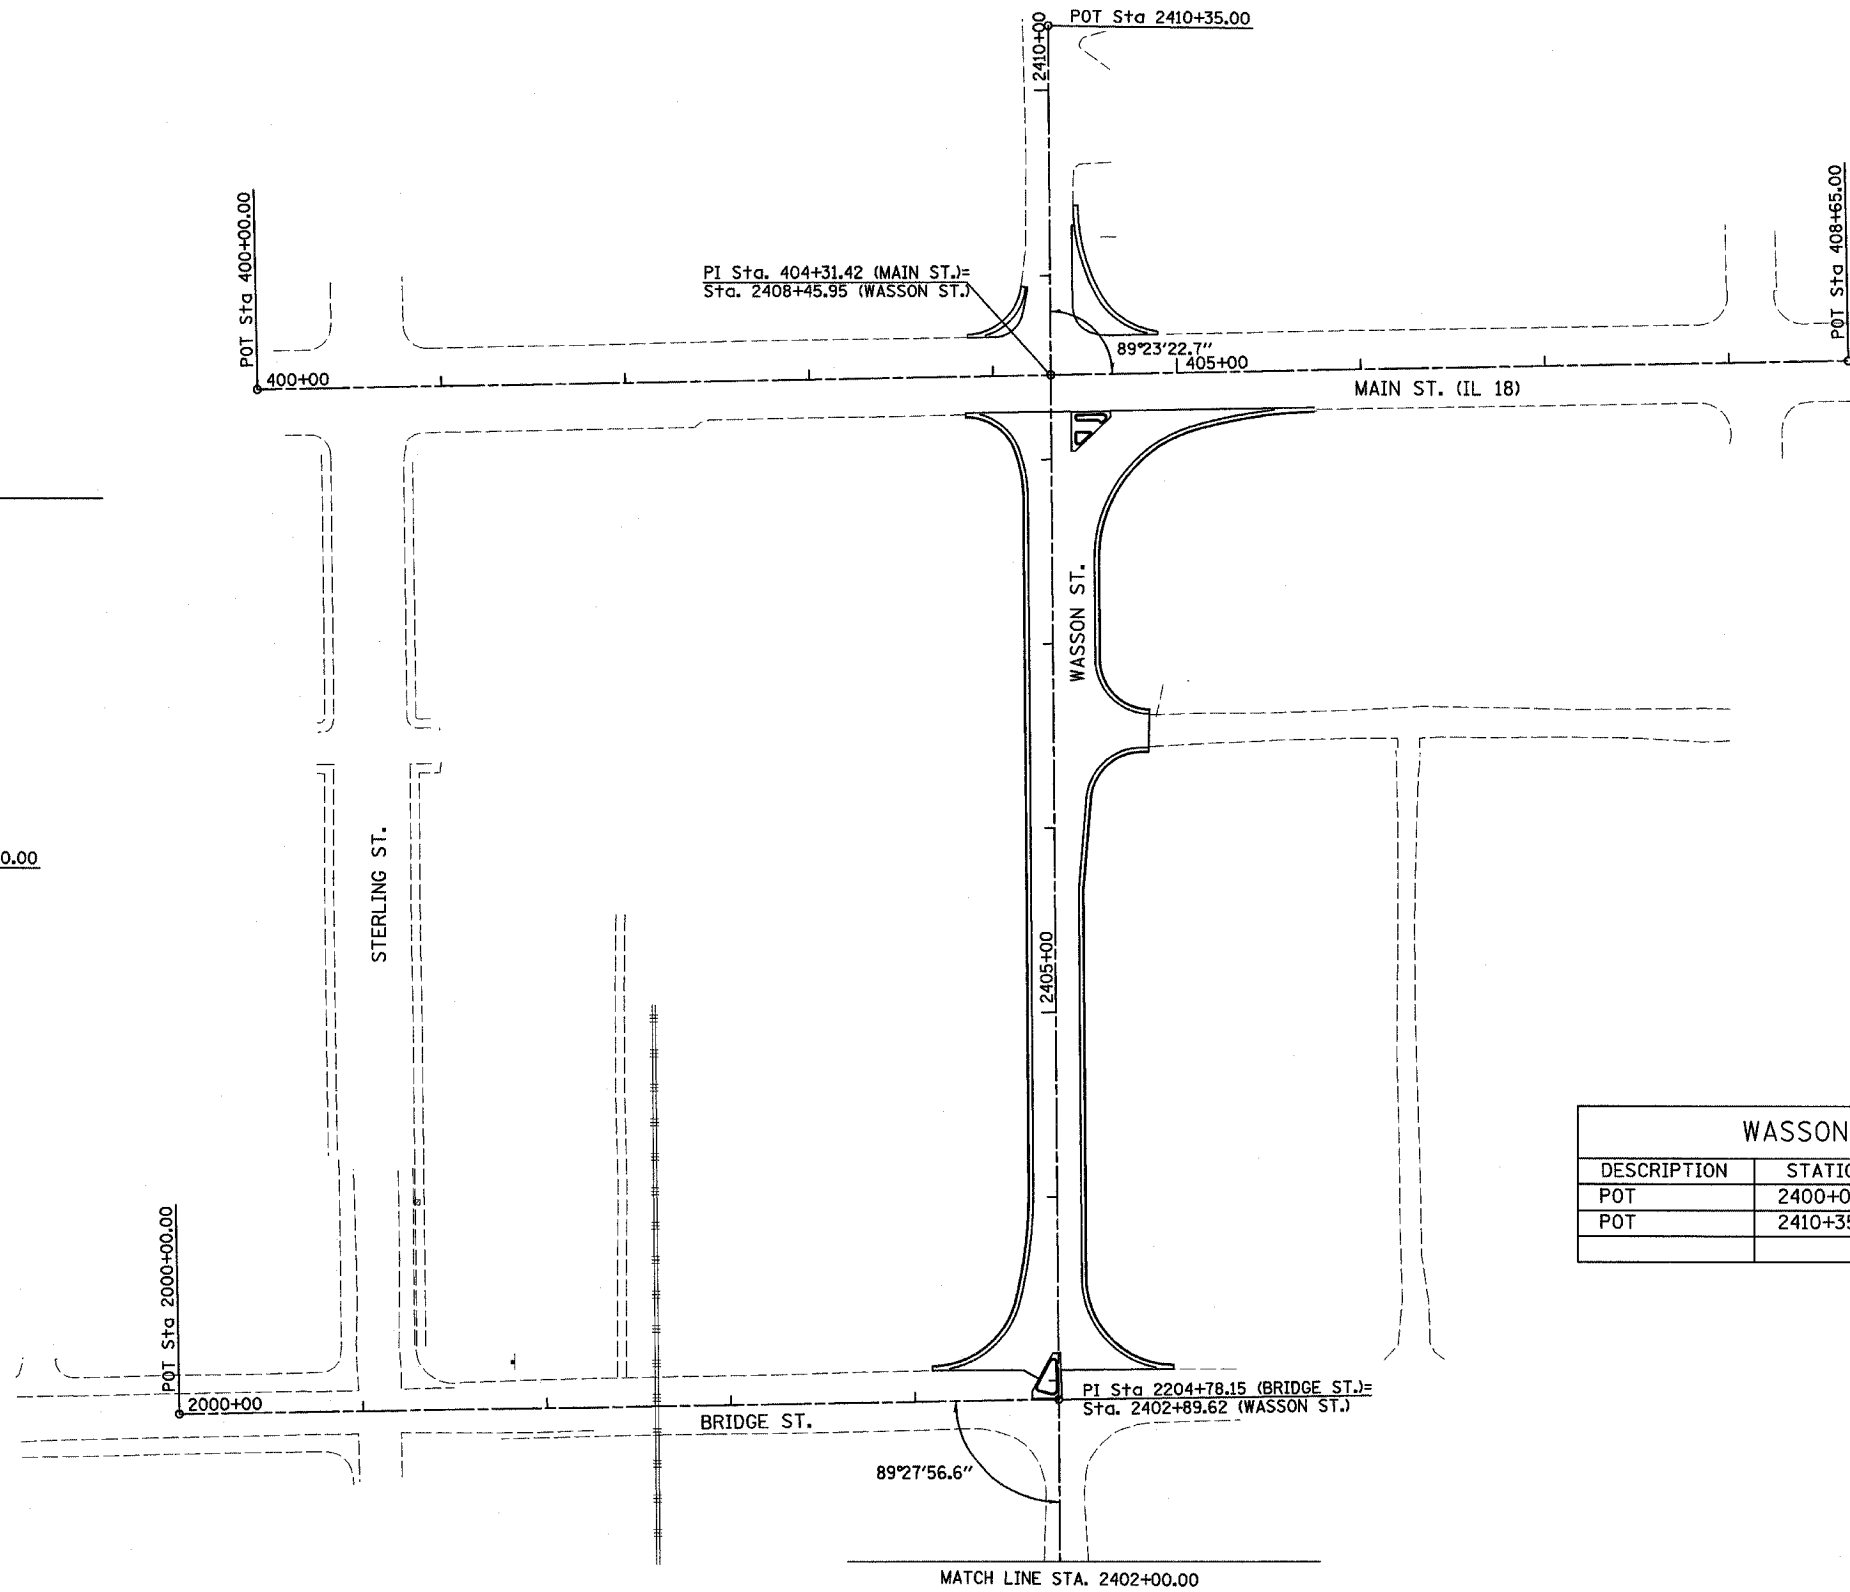 POT Sta 2410+35.00
2410+00
POT Sta 400+00.00
POT Sta 408+65.00
PI Sta. 404+31.42 (MAIN ST.)=
Sta. 2408+45.95 (WASSON ST.)
89°23'22.7"
400+00
405+00
MAIN ST. (IL 18)
WASSON ST.
STERLING ST.
0.00
2405+00
WASSON
DESCRIPTION STATIO
POT 2400+0
POT 2410+35
POT Sta 2000+00.00
2000+00
BRIDGE ST.
PI Sta 2204+78.15 (BRIDGE ST.)=
Sta. 2402+89.62 (WASSON ST.)
89°27'56.6"
MATCH LINE STA. 2402+00.00